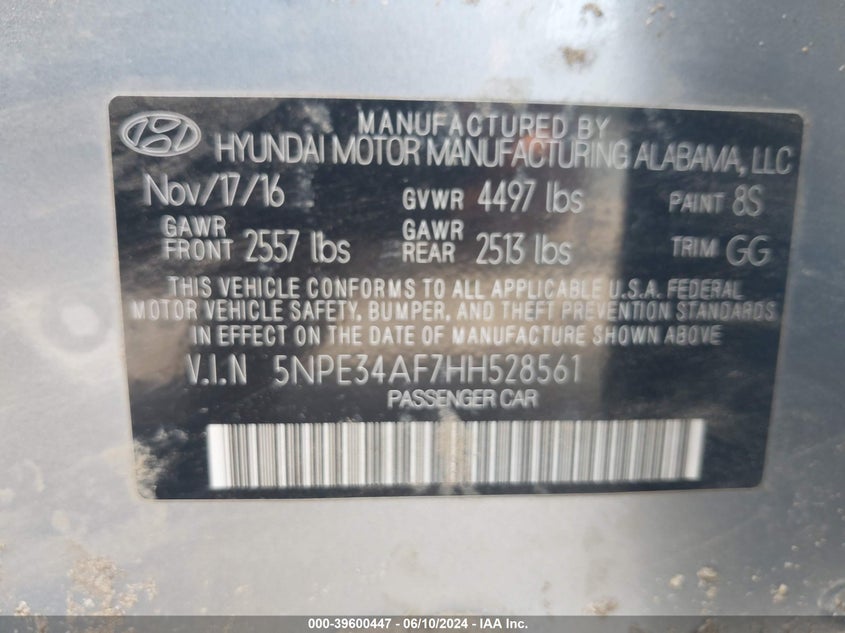 MANUFACTURED BY
HYUNDAI MOTOR MANUFACTURING ALABAMA, LLC
Nov/17/16 GVWR 4497 lbs PAINT 8S
GAWR FRONT 2557 lbs GAWR REAR 2513 lbs TRIM GG
THIS VEHICLE CONFORMS TO ALL APPLICABLE U.S.A. FEDERAL
MOTOR VEHICLE SAFETY, BUMPER, AND THEFT PREVENTION STANDARDS
IN EFFECT ON THE DATE OF MANUFACTURE SHOWN ABOVE
V.I.N 5NPE34AF7HH528561
PASSENGER CAR
000-39600447 - 06/10/2024 - IAA Inc.